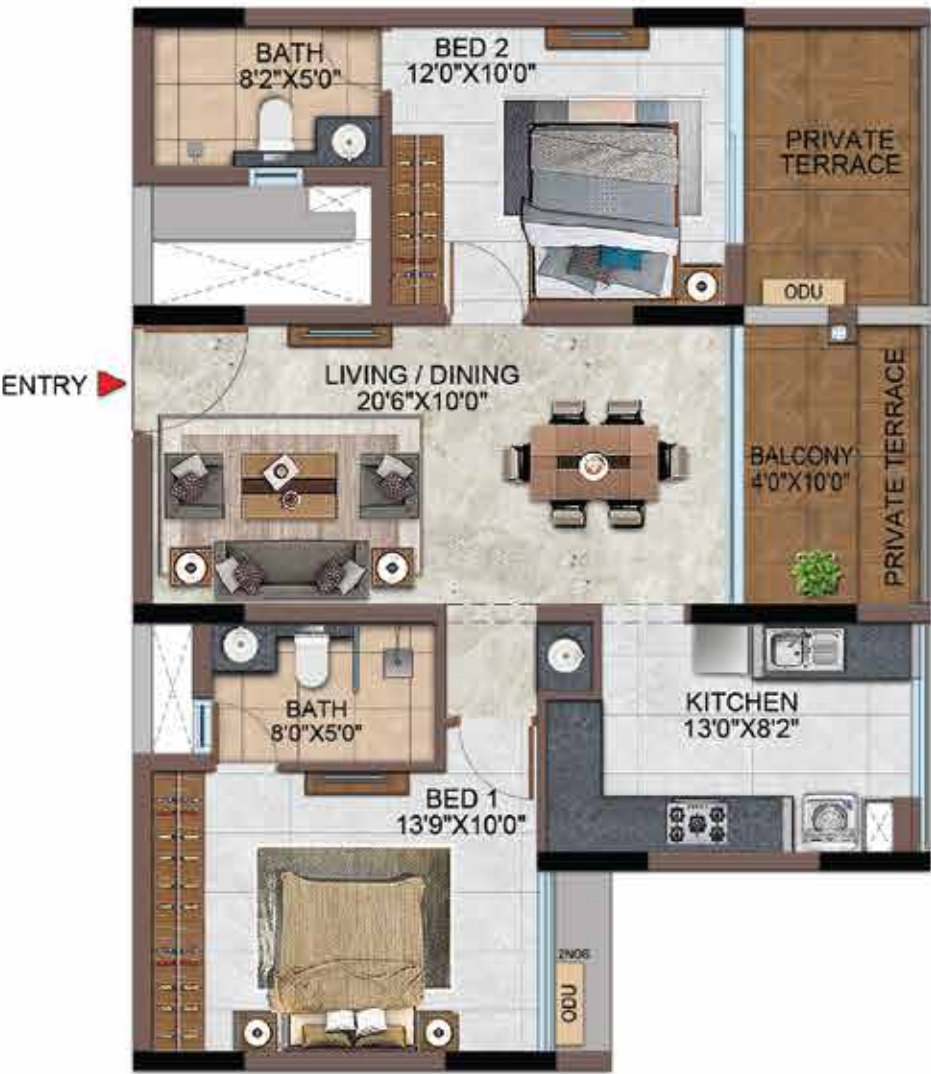 BATH
8'2"X5'0"
BED 2
12'0"X10'0"
PRIVATE
TERRACE
ODU
ENTRY
LIVING / DINING
20'6"X10'0"
BALCONY
4'0"X10'0"
PRIVATE TERRACE
BATH
8'0"X5'0"
KITCHEN
13'0"X8'2"
BED 1
13'9"X10'0"
2NOS
ODU